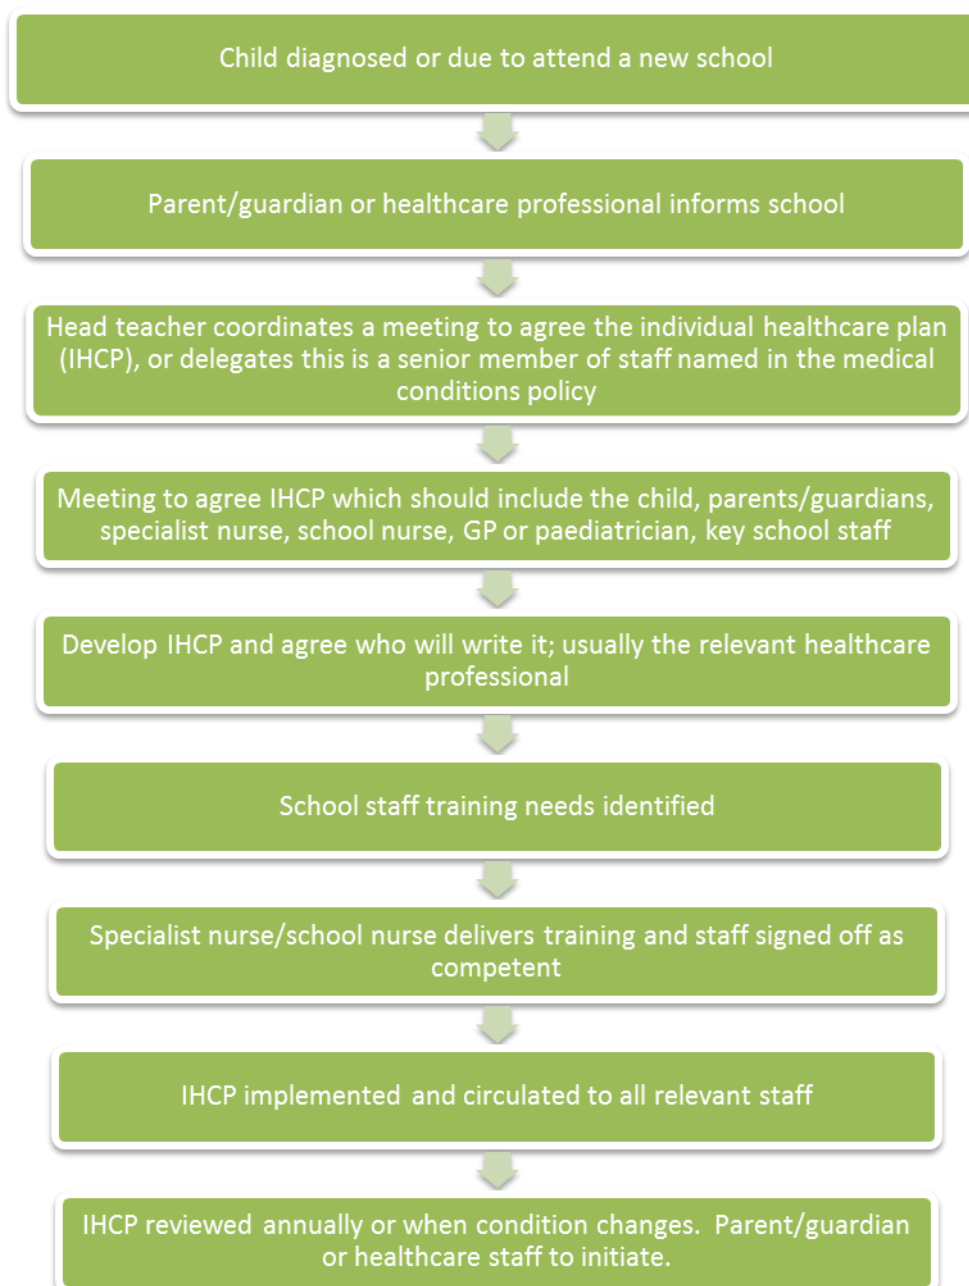 Child diagnosed or due to attend a new school
Parent/guardian or healthcare professional informs school
Head teacher coordinates a meeting to agree the individual healthcare plan
(IHCP), or delegates this is a senior member of staff named in the medical
conditions policy
Meeting to agree IHCP which should include the child, parents/guardians,
specialist nurse, school nurse, GP or paediatrician, key school staff
Develop IHCP and agree who will write it; usually the relevant healthcare
professional
School staff training needs identified
Specialist nurse/school nurse delivers training and staff signed off as
competent
IHCP implemented and circulated to all relevant staff
IHCP reviewed annually or when condition changes. Parent/guardian
or healthcare staff to initiate.